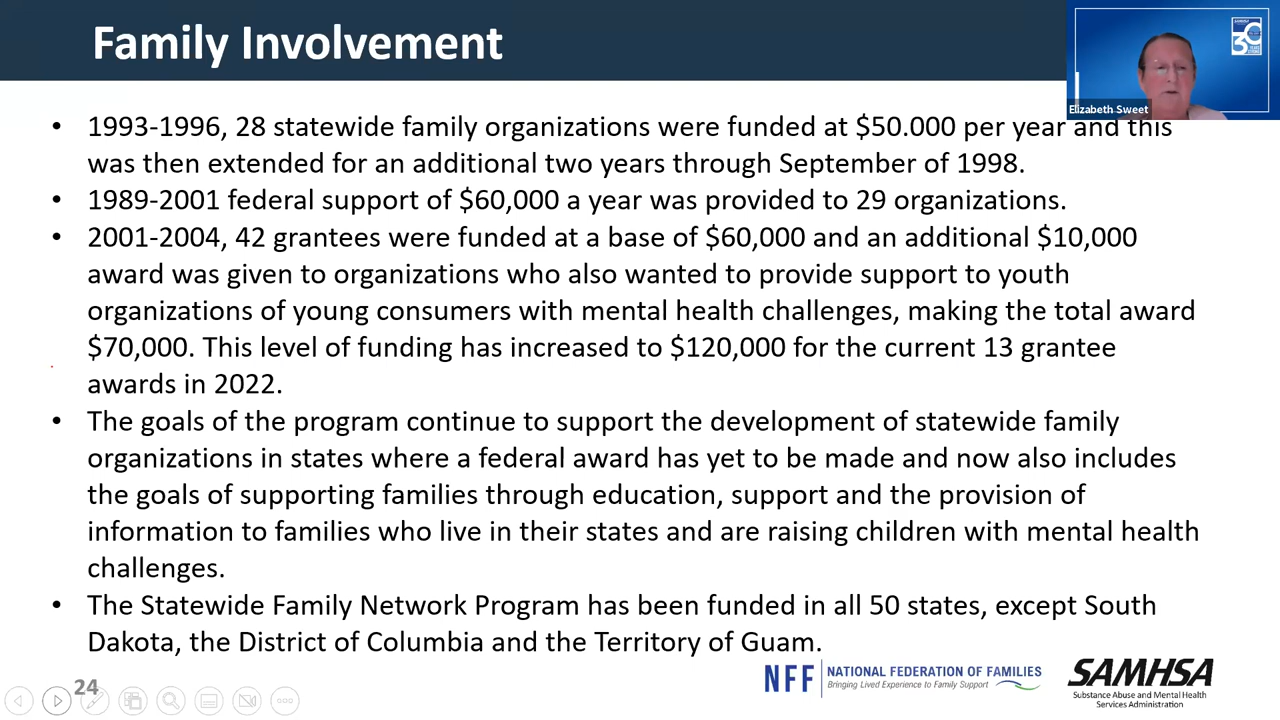 Family Involvement
SAMHSA
30
Elizabeth Sweet
• 1993-1996, 28 statewide family organizations were funded at $50.000 per year and this
was then extended for an additional two years through September of 1998.
• 1989-2001 federal support of $60,000 a year was provided to 29 organizations.
• 2001-2004, 42 grantees were funded at a base of $60,000 and an additional $10,000
award was given to organizations who also wanted to provide support to youth
organizations of young consumers with mental health challenges, making the total award
$70,000. This level of funding has increased to $120,000 for the current 13 grantee
awards in 2022.
• The goals of the program continue to support the development of statewide family
organizations in states where a federal award has yet to be made and now also includes
the goals of supporting families through education, support and the provision of
information to families who live in their states and are raising children with mental health
challenges.
• The Statewide Family Network Program has been funded in all 50 states, except South
Dakota, the District of Columbia and the Territory of Guam.
24
NFF NATIONAL FEDERATION OF FAMILIES
Bringing Lived Experience to Family Support
SAMHSA
Substance Abuse and Mental Health
Services Administration